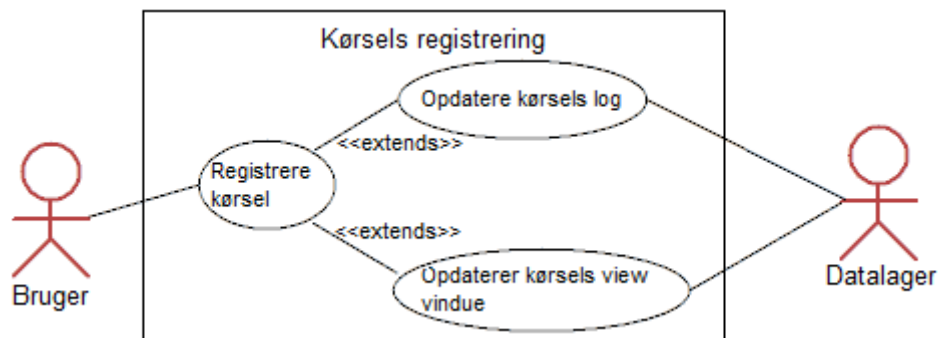 Kørsels registrering
Opdatere kørsels log
<<extends>>
Registrere
kørsel
<<extends>>
Opdaterer kørsels view
vindue
Bruger
Datalager